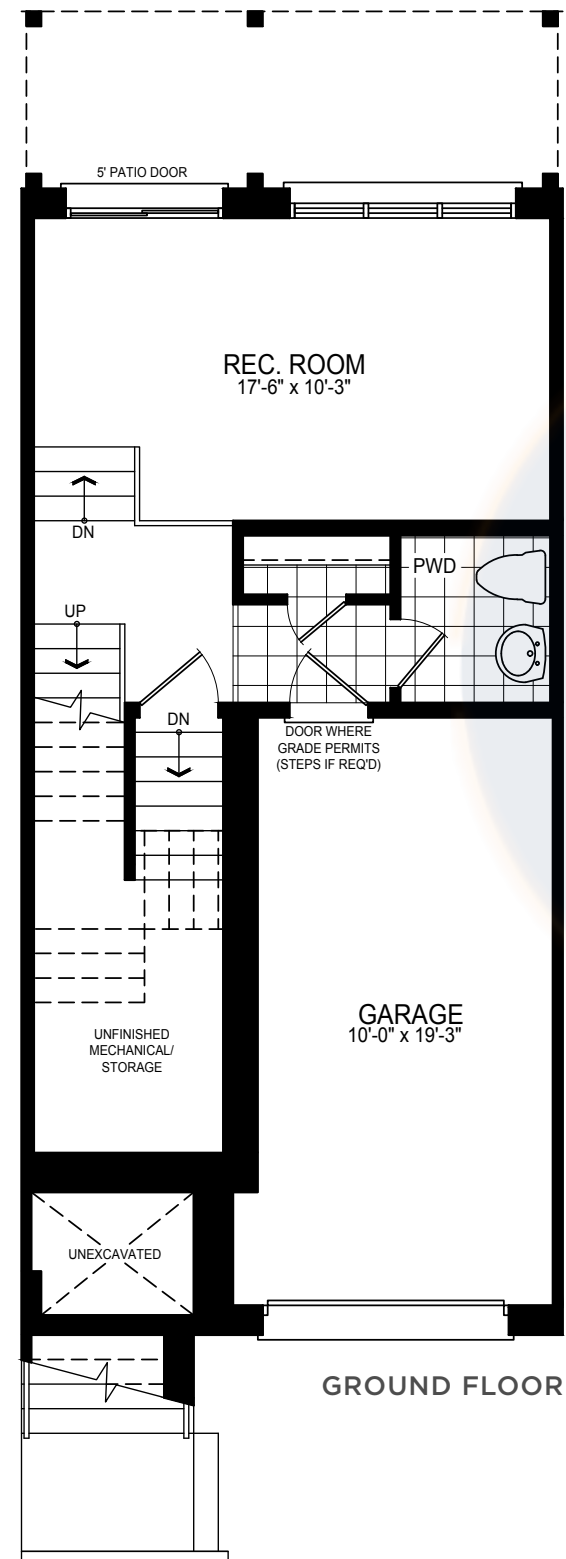 5' PATIO DOOR
REC. ROOM
17'-6" x 10'-3"
DN
PWD
UP
DN
DOOR WHERE
GRADE PERMITS
(STEPS IF REQ'D)
GARAGE
10'-0" x 19'-3"
UNFINISHED
MECHANICAL/
STORAGE
UNEXCAVATED
GROUND FLOOR